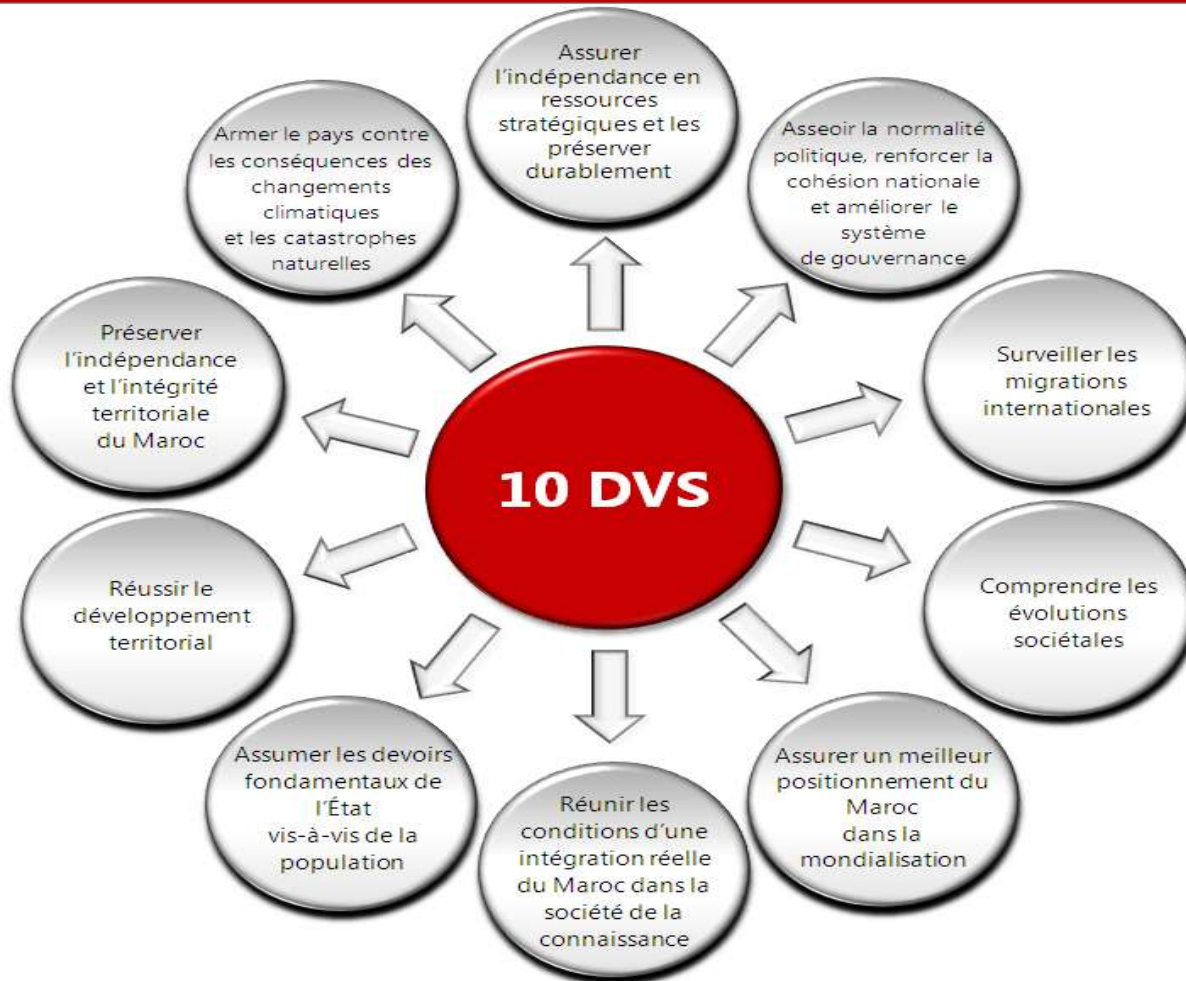 10 DVS
Assurer
l'indépendance en
ressources
stratégiques et les
préserver
durablement
Asseoir la normalité
politique, renforcer la
cohésion nationale
et améliorer le
système
de gouvernance
Surveiller les
migrations
internationales
Comprendre les
évolutions
sociétales
Assurer un meilleur
positionnement du
Maroc
dans la
mondialisation
Réunir les
conditions d'une
intégration réelle
du Maroc dans la
société de la
connaissance
Assumer les devoirs
fondamentaux de
l'État
vis-à-vis de la
population
Réussir le
développement
territorial
Préserver
l'indépendance
et l'intégrité
territoriale
du Maroc
Armer le pays contre
les conséquences des
changements
climatiques
et les catastrophes
naturelles